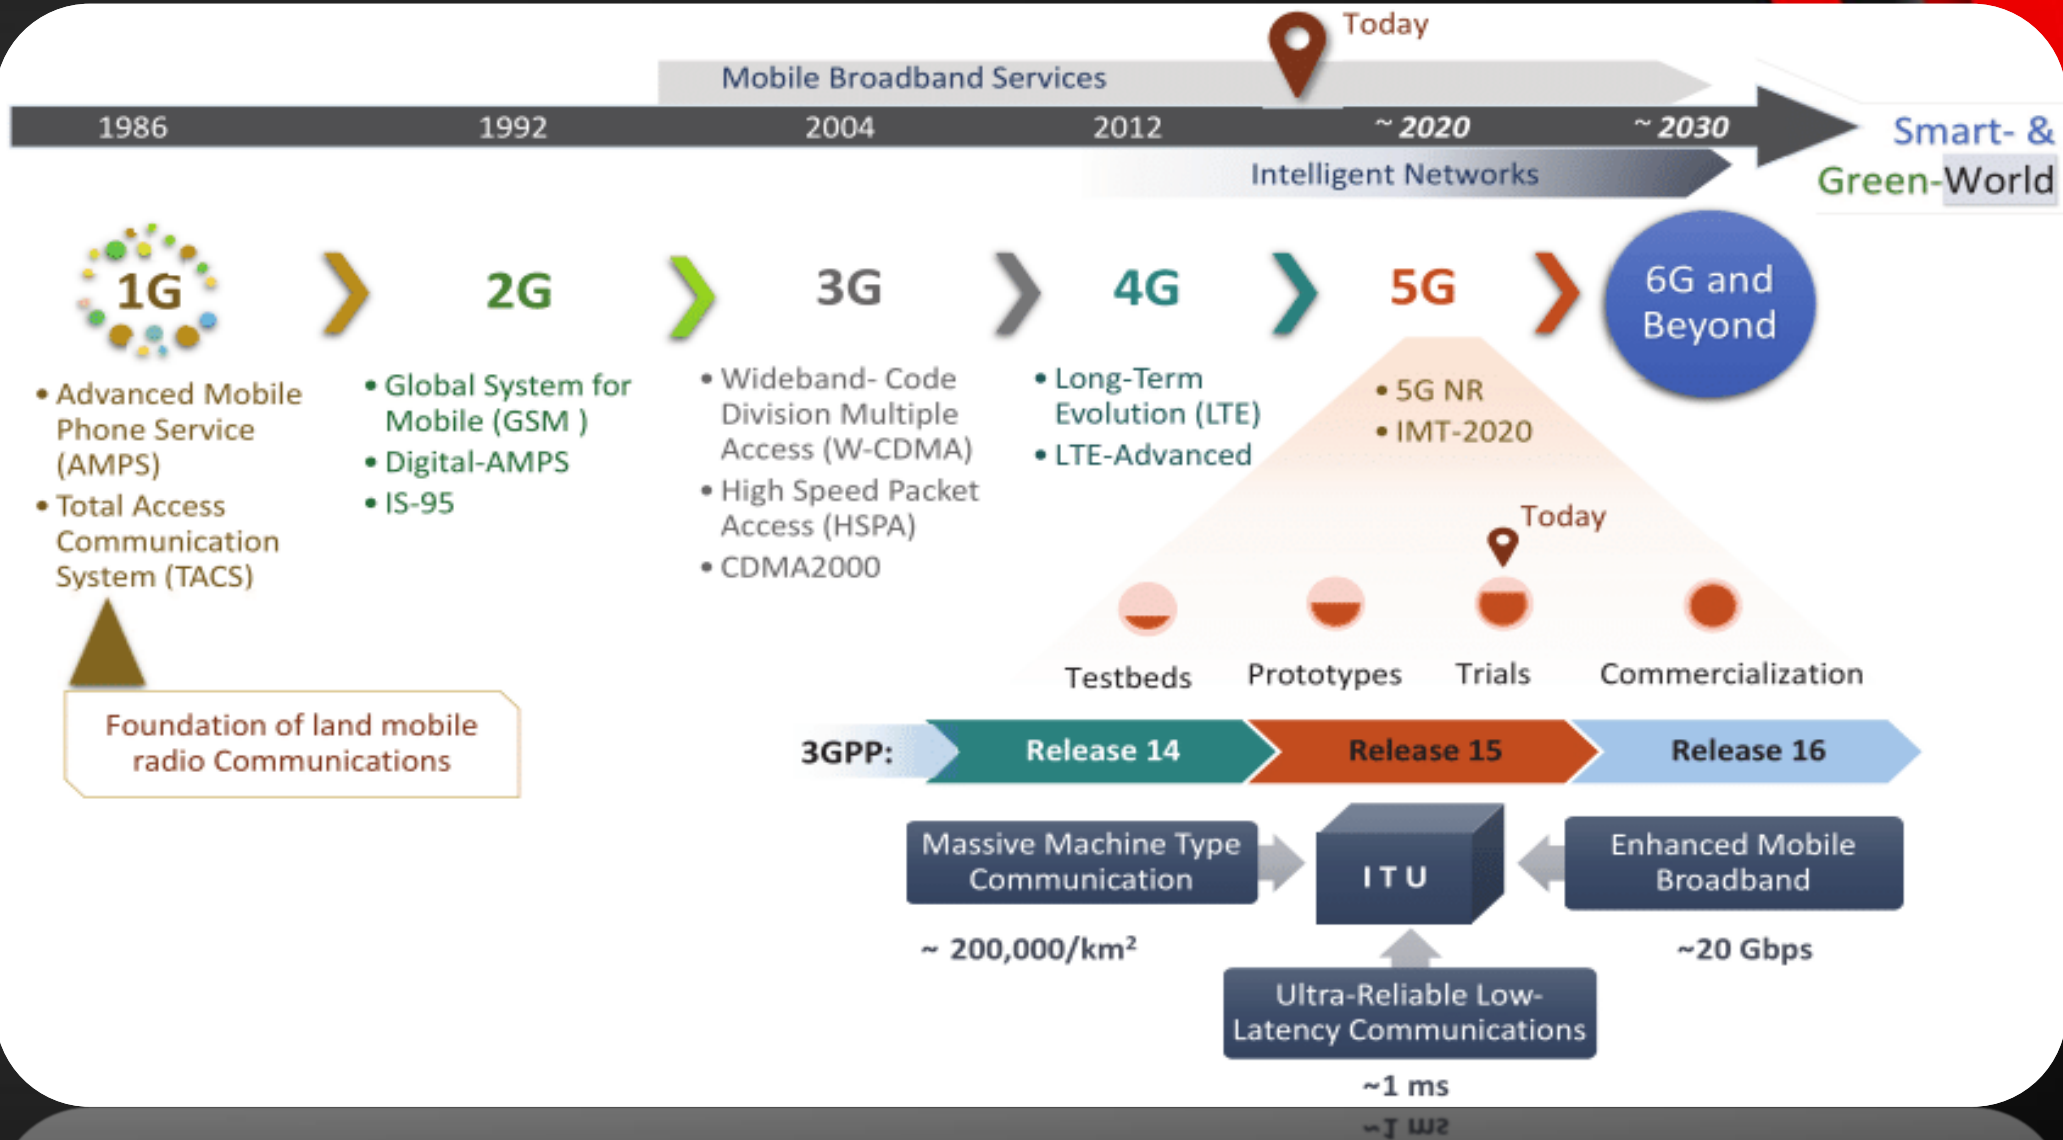 Today
Mobile Broadband Services
1986
1992
2004
2012
~ 2020
~ 2030
Smart- &
Green-World
Intelligent Networks
1G
2G
3G
4G
5G
6G and
Beyond
• Advanced Mobile
Phone Service
(AMPS)
• Total Access
Communication
System (TACS)
• Global System for
Mobile (GSM )
• Digital-AMPS
• IS-95
• Wideband- Code
Division Multiple
Access (W-CDMA)
• High Speed Packet
Access (HSPA)
• CDMA2000
• Long-Term
Evolution (LTE)
• LTE-Advanced
• 5G NR
• IMT-2020
Today
Testbeds
Prototypes
Trials
Commercialization
Foundation of land mobile
radio Communications
3GPP:
Release 14
Release 15
Release 16
Massive Machine Type
Communication
~ 200,000/km²
I T U
Enhanced Mobile
Broadband
~20 Gbps
Ultra-Reliable Low-
Latency Communications
~1 ms